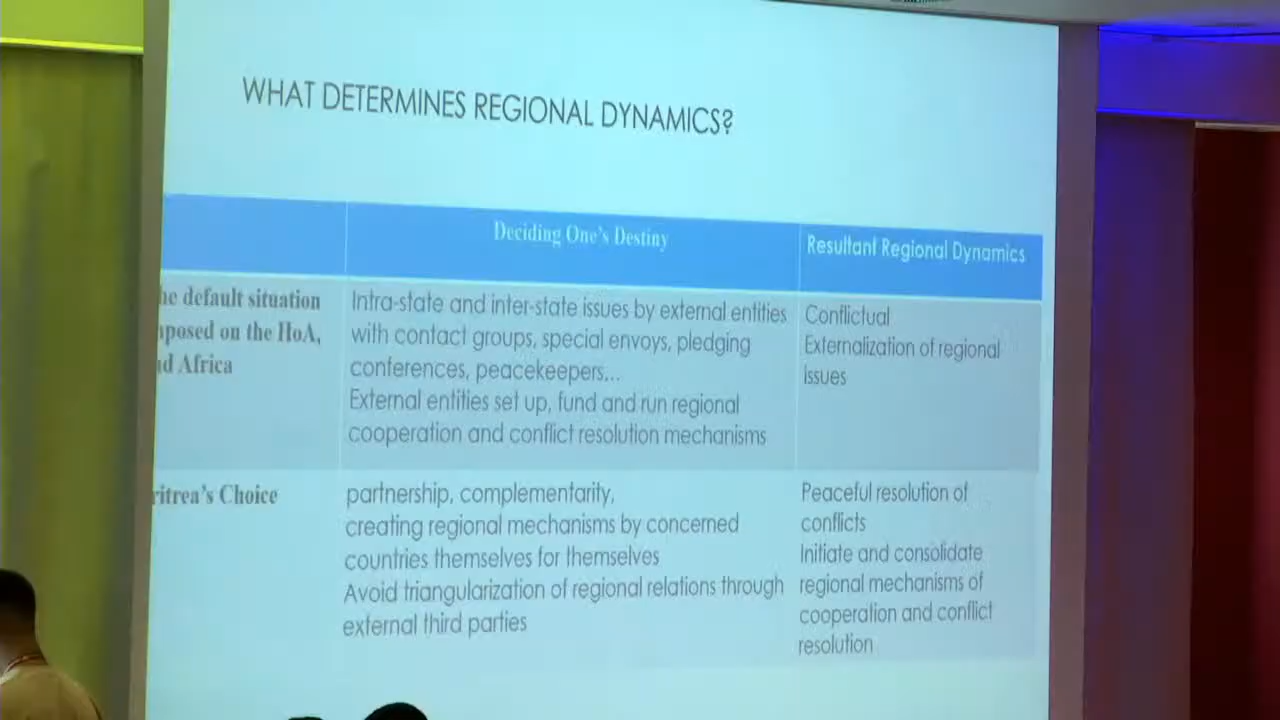 WHAT DETERMINES REGIONAL DYNAMICS?
Deciding One's Destiny
Resultant Regional Dynamics
he default situation
posed on the HoA,
d Africa
Intra-state and inter-state issues by external entities
with contact groups, special envoys, pledging
conferences, peacekeepers,..
External entities set up, fund and run regional
cooperation and conflict resolution mechanisms
Conflictual
Externalization of regional
issues
ritrea's Choice
partnership, complementarity,
creating regional mechanisms by concerned
countries themselves for themselves
Avoid triangularization of regional relations through
external third parties
Peaceful resolution of
conflicts
Initiate and consolidate
regional mechanisms of
cooperation and conflict
resolution